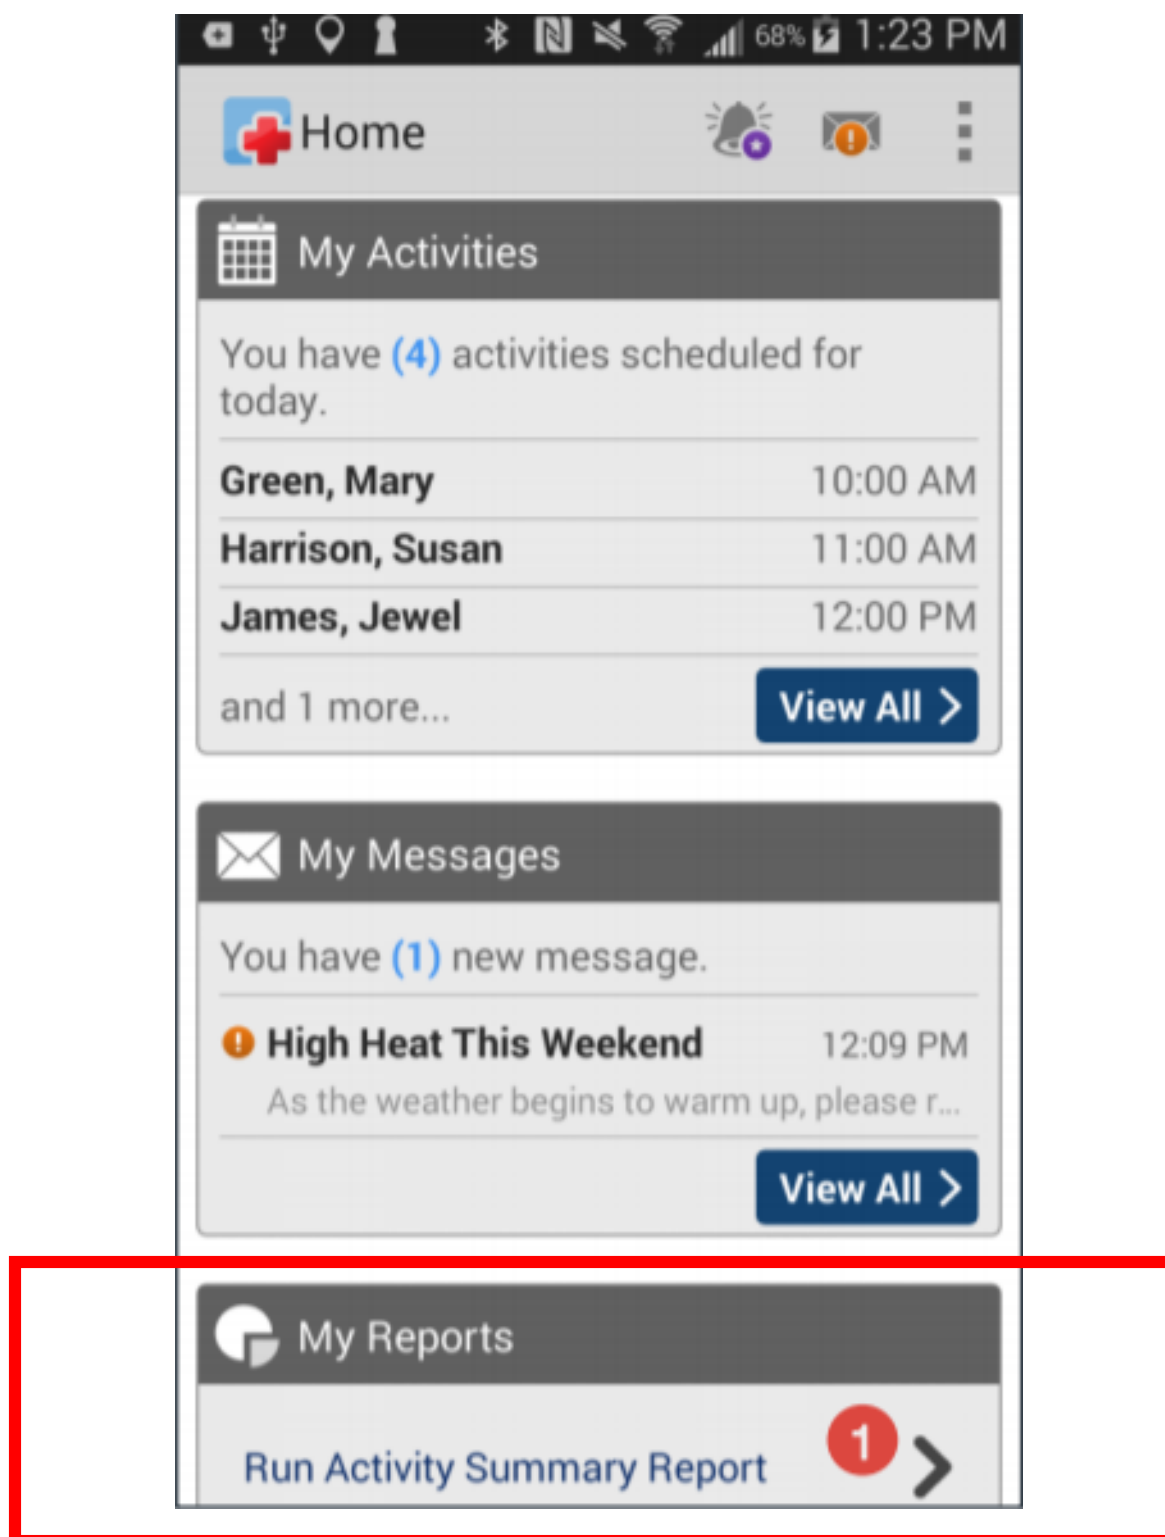 68% 1:23 PM
Home
My Activities
You have (4) activities scheduled for
today.
Green, Mary 10:00 AM
Harrison, Susan 11:00 AM
James, Jewel 12:00 PM
and 1 more... View All
My Messages
You have (1) new message.
High Heat This Weekend 12:09 PM
As the weather begins to warm up, please r...
View All
My Reports
Run Activity Summary Report 1